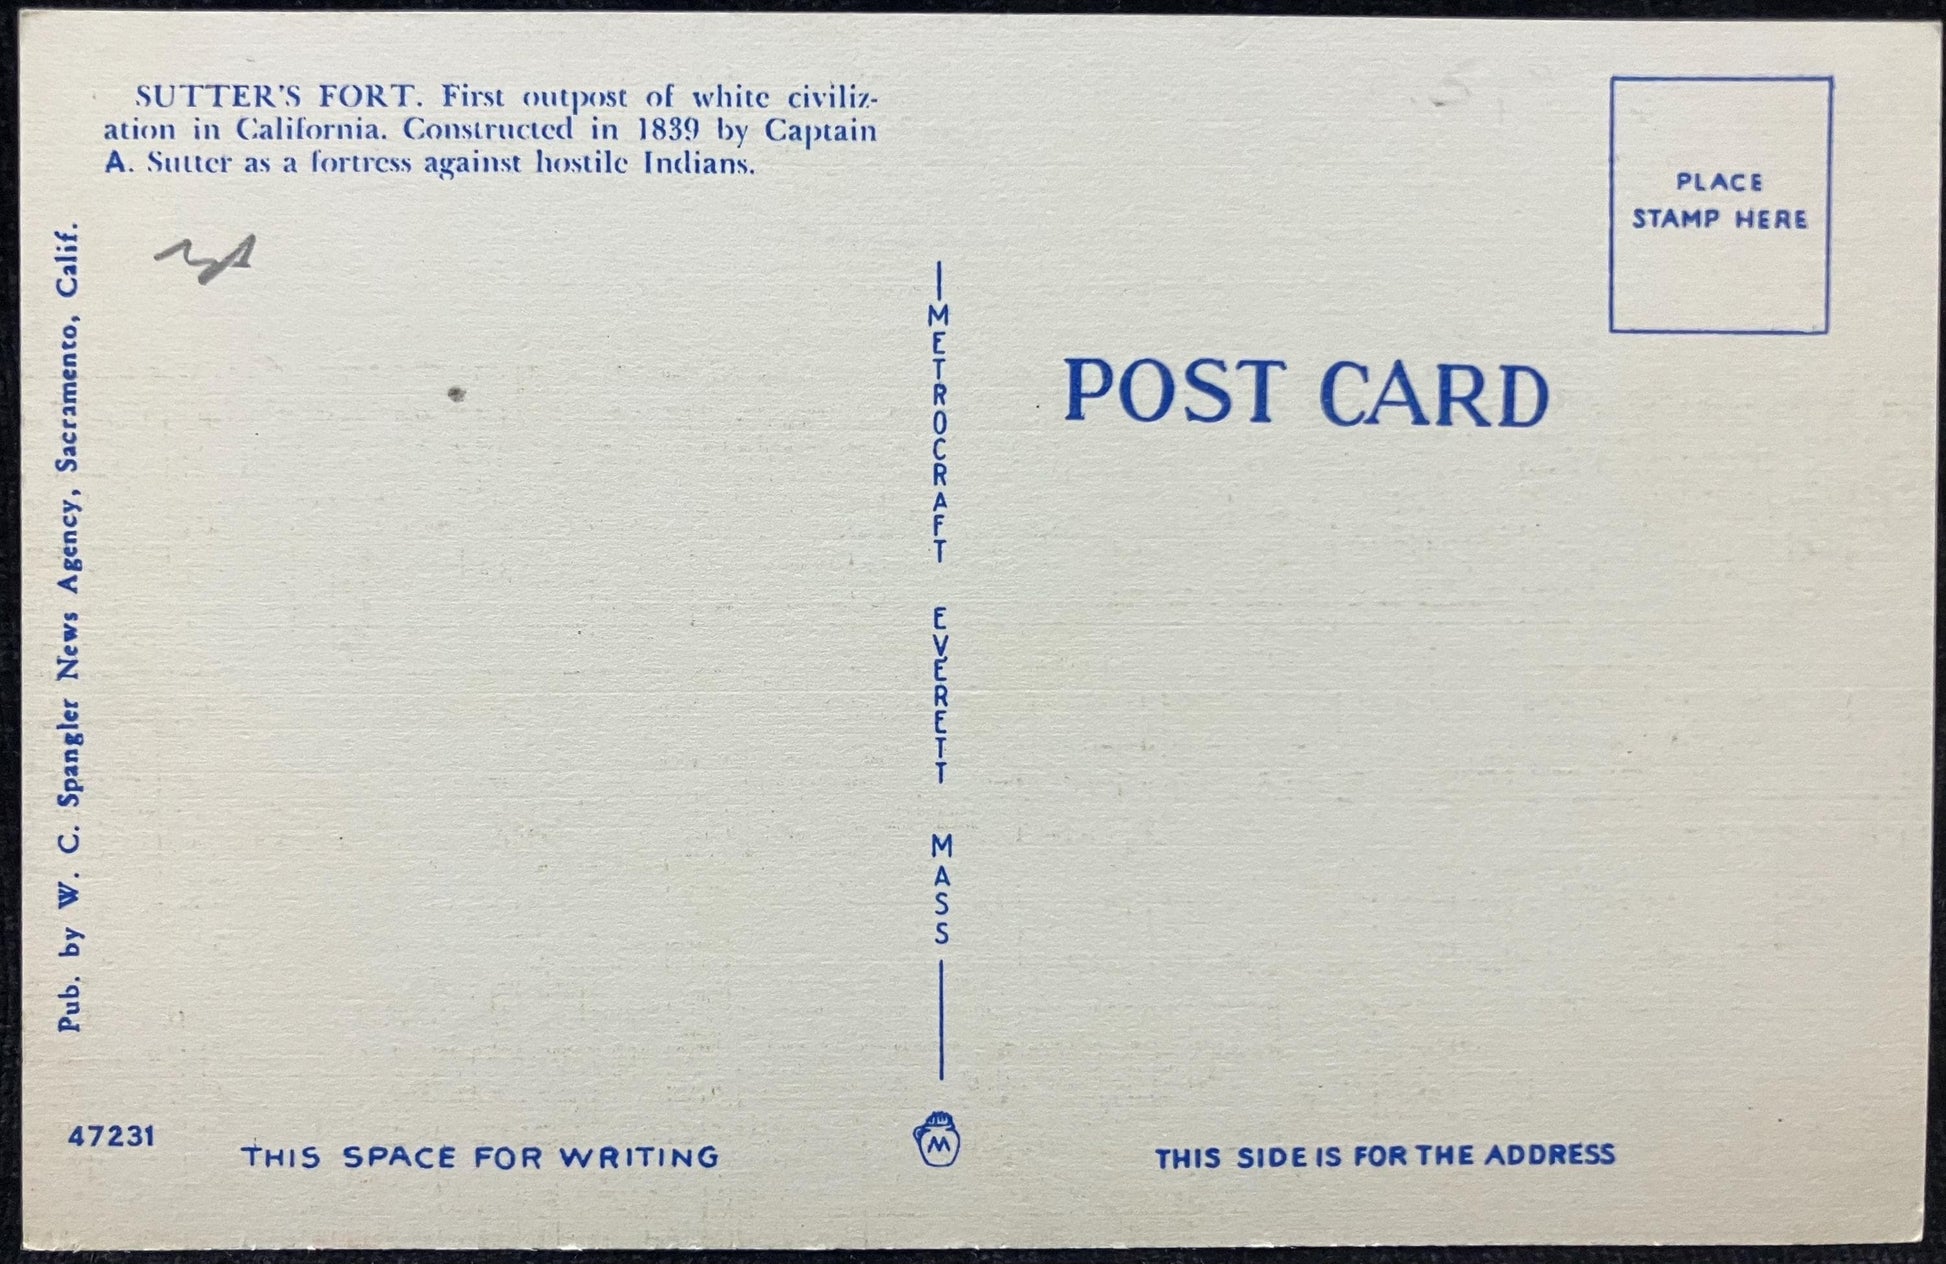 SUTTER'S FORT. First outpost of white civiliz-
ation in California. Constructed in 1839 by Captain
A. Sutter as a fortress against hostile Indians.
Pub. by W. C. Spangler News Agency, Sacramento, Calif.
47231
THIS SPACE FOR WRITING
METROCRAFT EVERETT MASS
M
PLACE
STAMP HERE
POST CARD
THIS SIDE IS FOR THE ADDRESS